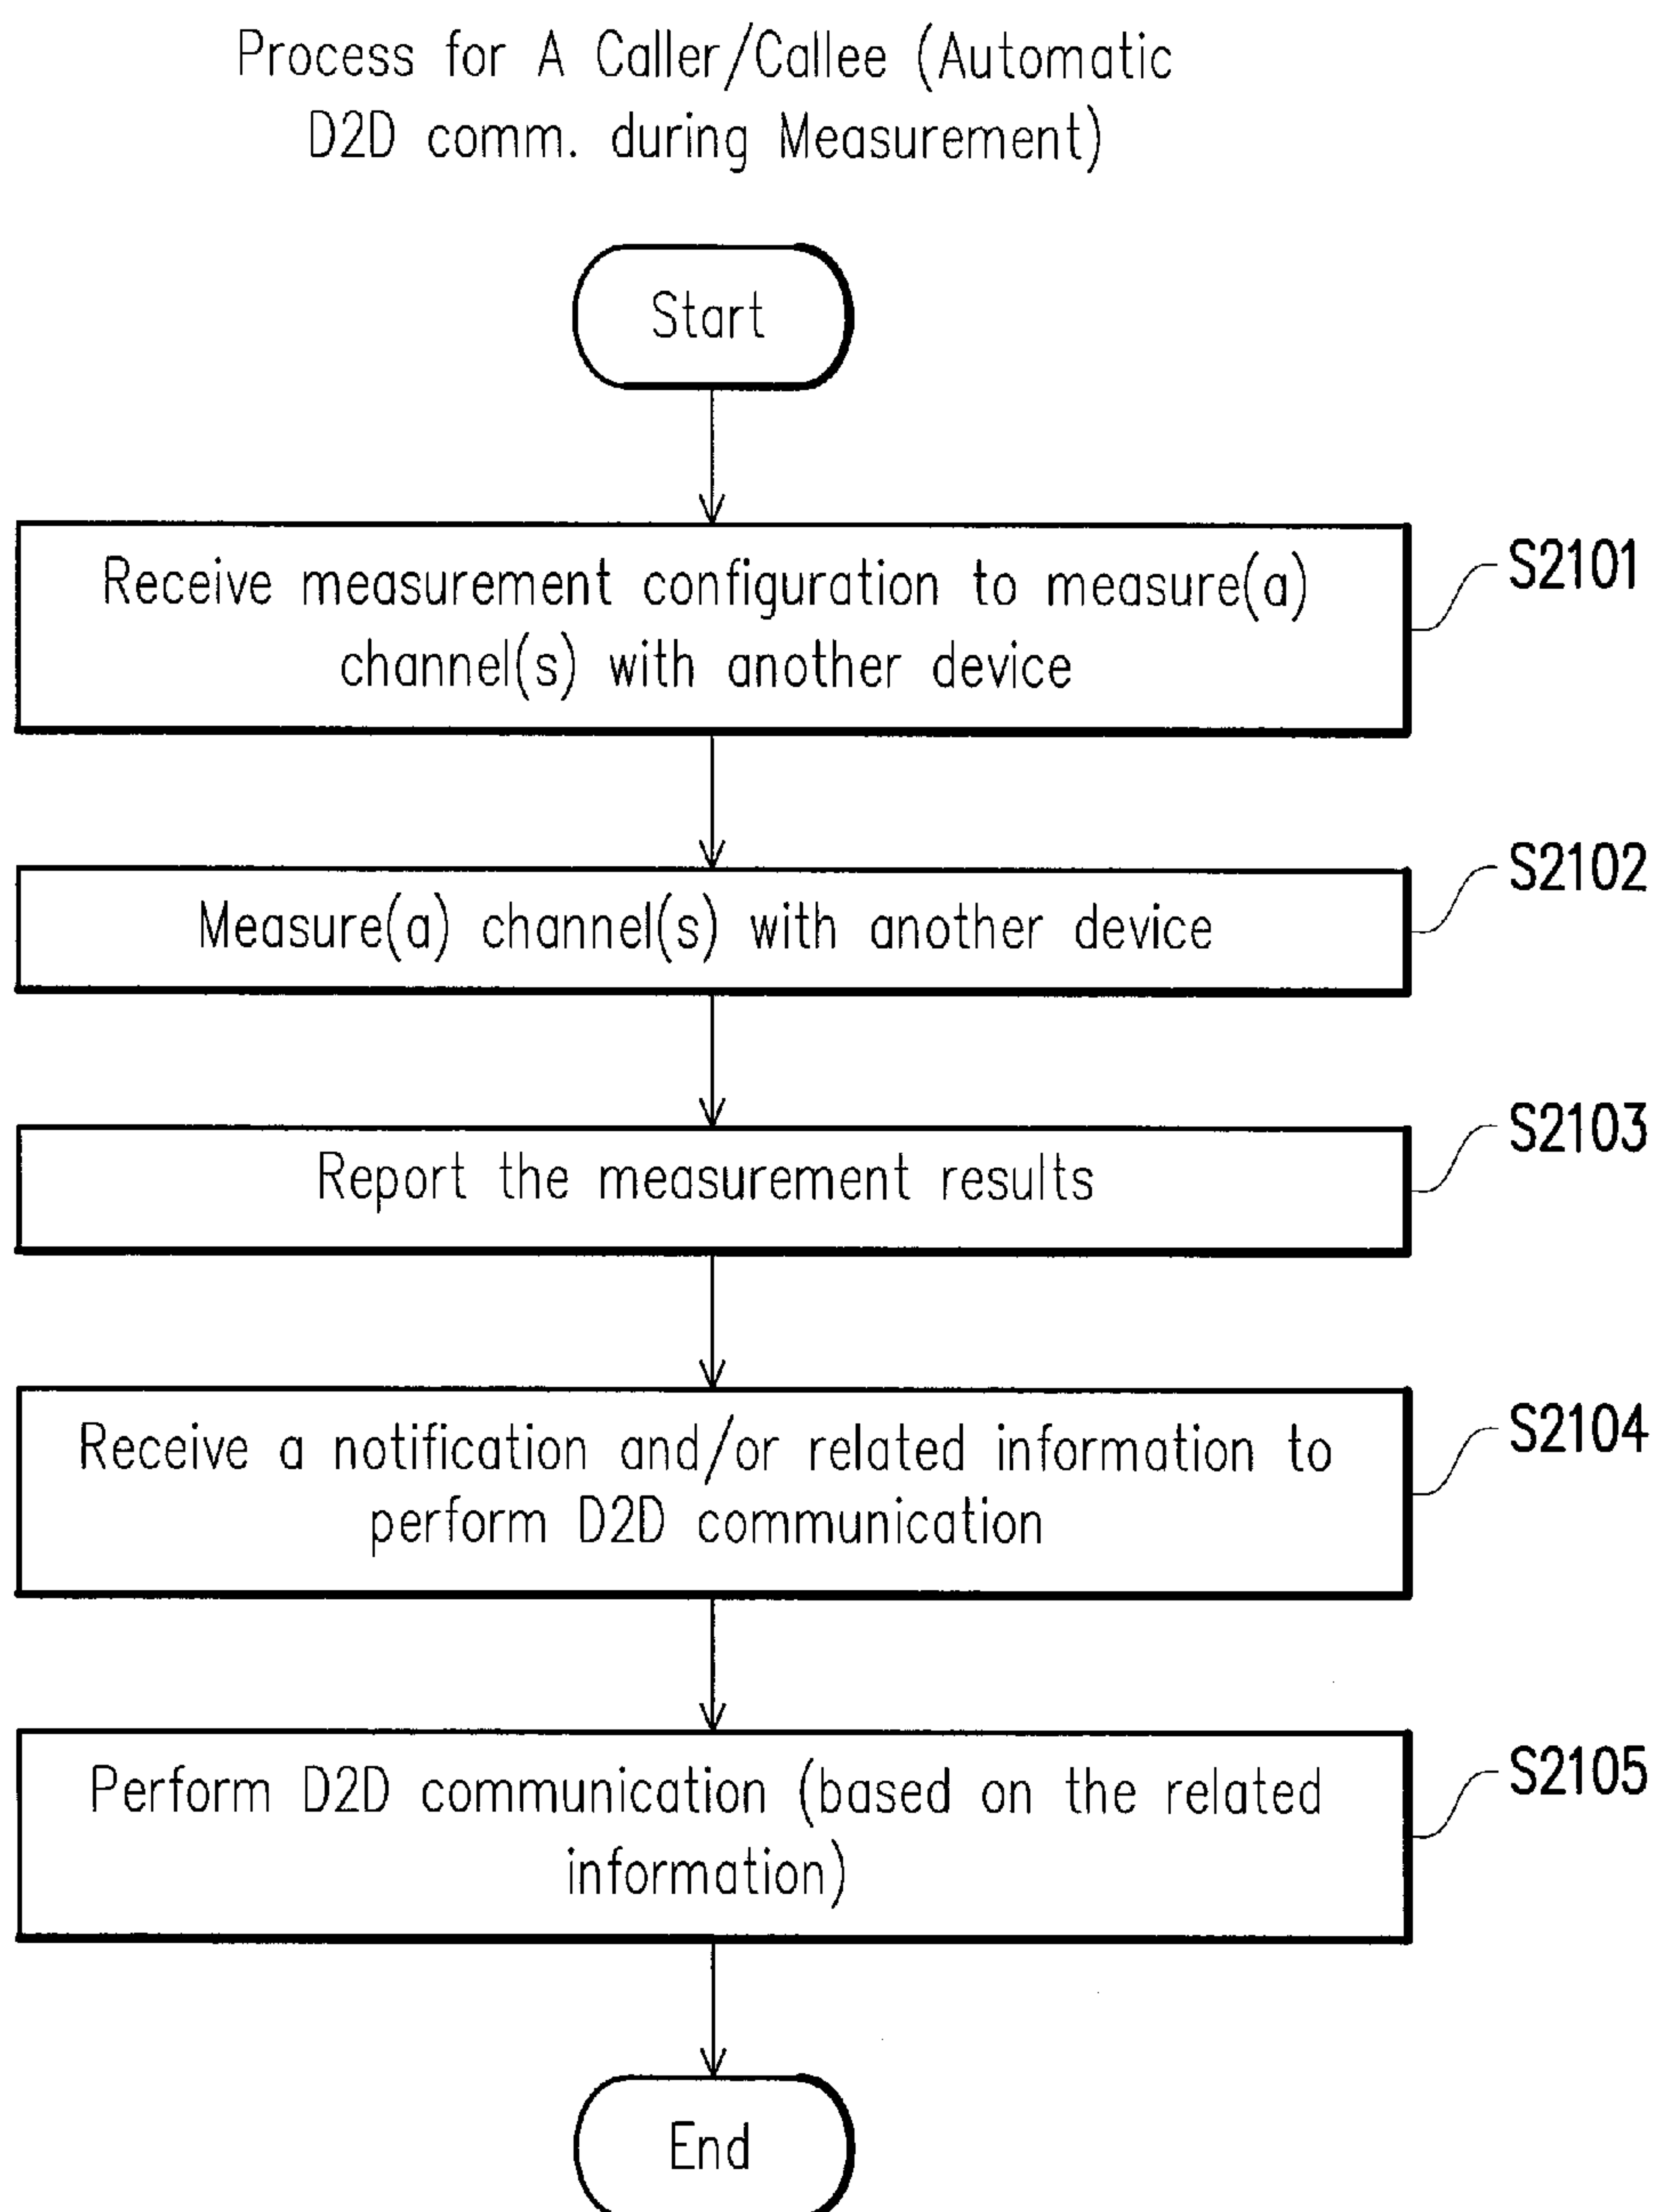 Process for A Caller/Callee (Automatic
D2D comm. during Measurement)
Start
Receive measurement configuration to measure(a)
channel(s) with another device
S2101
Measure(a) channel(s) with another device
S2102
Report the measurement results
S2103
Receive a notification and/or related information to
perform D2D communication
S2104
Perform D2D communication (based on the related
information)
S2105
End